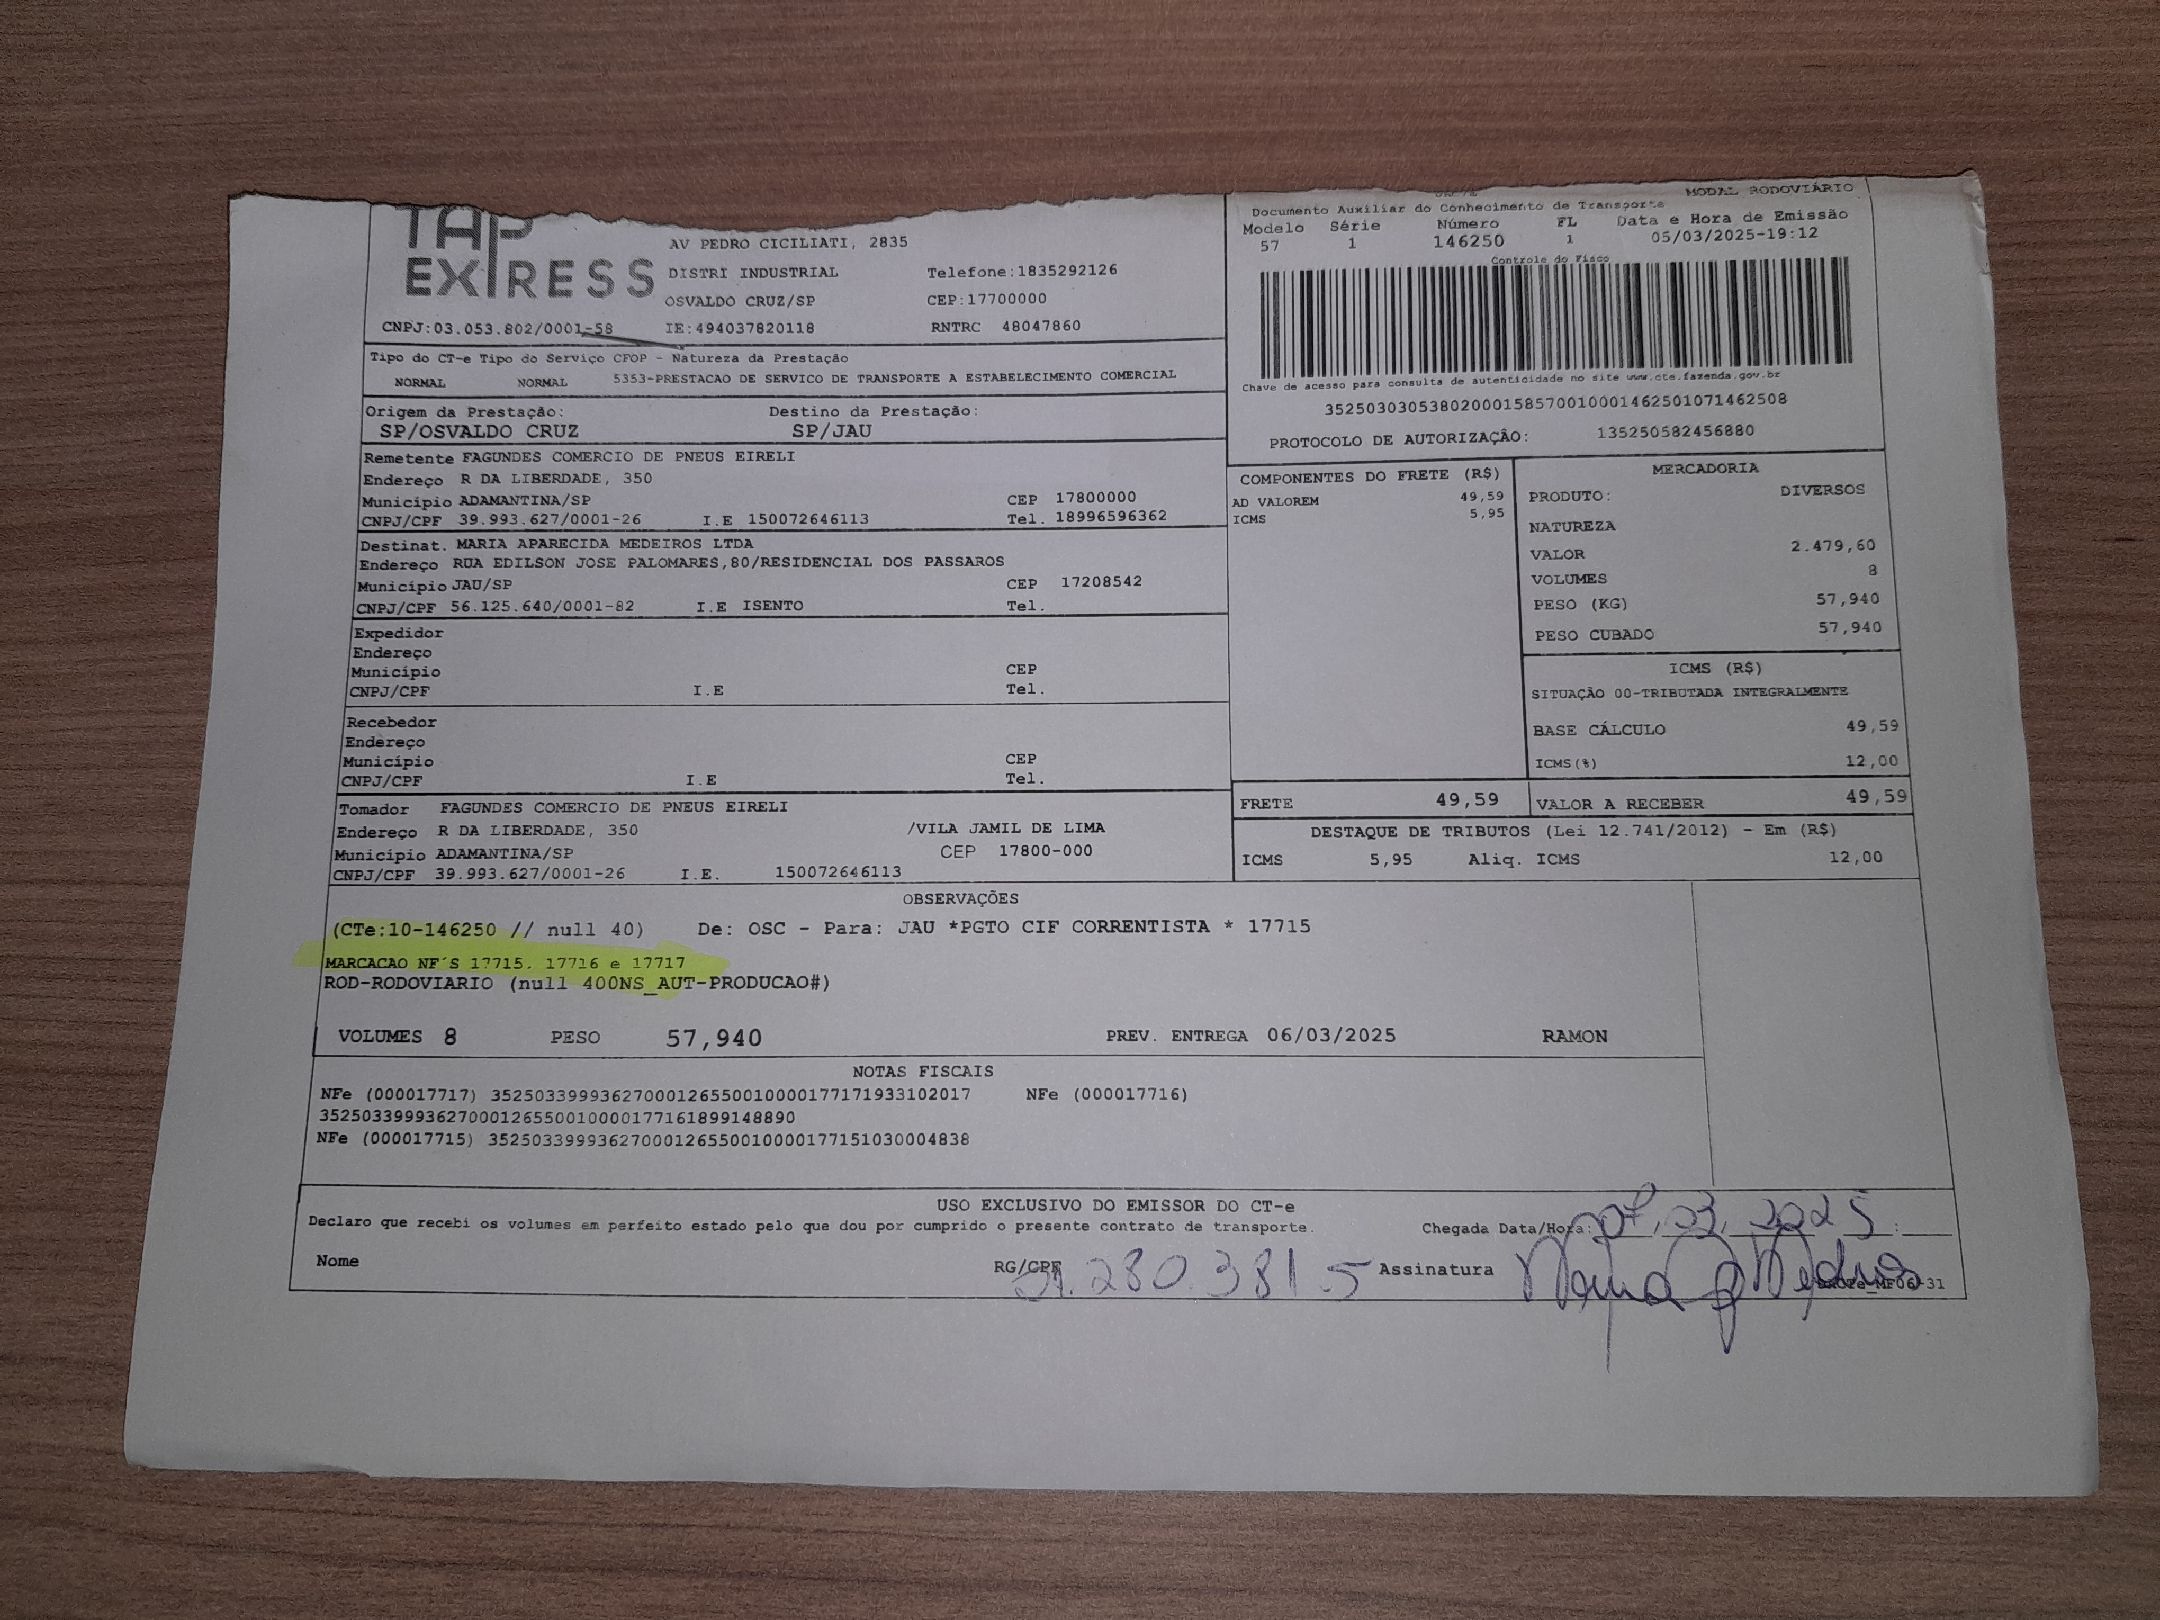 TAP
EXPRESS
AV PEDRO CICILIATI, 2835
DISTRI INDUSTRIAL Telefone:1835292126
OSVALDO CRUZ/SP CEP:17700000
CNPJ:03.053.802/0001-58 IE:494037820118 RNTRC 48047860
MODAL RODOVIÁRIO
Documento Auxiliar do Conhecimento de Transporte
Modelo Série Número FL Data e Hora de Emissão
57 1 146250 1 05/03/2025-19:12
Controle do Fisco
Chave de acesso para consulta de autenticidade no site www.cte.fazenda.gov.br
35250303053802000158570010001462501071462508
PROTOCOLO DE AUTORIZAÇÃO: 135250582456880
Tipo do CT-e Tipo do Serviço CFOP - Natureza da Prestação
NORMAL NORMAL 5353-PRESTACAO DE SERVICO DE TRANSPORTE A ESTABELECIMENTO COMERCIAL
Origem da Prestação: Destino da Prestação:
SP/OSVALDO CRUZ SP/JAU
Remetente FAGUNDES COMERCIO DE PNEUS EIRELI
Endereço R DA LIBERDADE, 350
Município ADAMANTINA/SP CEP 17800000
CNPJ/CPF 39.993.627/0001-26 I.E 150072646113 Tel. 18996596362
Destinat. MARIA APARECIDA MEDEIROS LTDA
Endereço RUA EDILSON JOSE PALOMARES,80/RESIDENCIAL DOS PASSAROS
Município JAU/SP CEP 17208542
CNPJ/CPF 56.125.640/0001-82 I.E ISENTO Tel.
Expedidor
Endereço
Município CEP
CNPJ/CPF I.E Tel.
Recebedor
Endereço
Município CEP
CNPJ/CPF I.E Tel.
Tomador FAGUNDES COMERCIO DE PNEUS EIRELI
Endereço R DA LIBERDADE, 350 /VILA JAMIL DE LIMA
Município ADAMANTINA/SP CEP 17800-000
CNPJ/CPF 39.993.627/0001-26 I.E. 150072646113
COMPONENTES DO FRETE (R$)
AD VALOREM 49,59
ICMS 5,95
MERCADORIA
PRODUTO: DIVERSOS
NATUREZA
VALOR 2.479,60
VOLUMES 8
PESO (KG) 57,940
PESO CUBADO 57,940
ICMS (R$)
SITUAÇÃO 00-TRIBUTADA INTEGRALMENTE
BASE CÁLCULO 49,59
ICMS(%) 12,00
FRETE 49,59 VALOR A RECEBER 49,59
DESTAQUE DE TRIBUTOS (Lei 12.741/2012) - Em (R$)
ICMS 5,95 Aliq. ICMS 12,00
OBSERVAÇÕES
(CTe:10-146250 // null 40) De: OSC - Para: JAU *PGTO CIF CORRENTISTA * 17715
MARCACAO NF´S 17715, 17716 e 17717
ROD-RODOVIARIO (null 400NS_AUT-PRODUCAO#)
VOLUMES 8 PESO 57,940 PREV. ENTREGA 06/03/2025 RAMON
NOTAS FISCAIS
NFe (000017717) 35250339993627000126550010000177171933102017 NFe (000017716)
35250339993627000126550010000177161899148890
NFe (000017715) 35250339993627000126550010000177151030004838
USO EXCLUSIVO DO EMISSOR DO CT-e
Declaro que recebi os volumes em perfeito estado pelo que dou por cumprido o presente contrato de transporte. Chegada Data/Hora: 07.03.2025 :
Nome RG/CPF 21.280.381.5 Assinatura